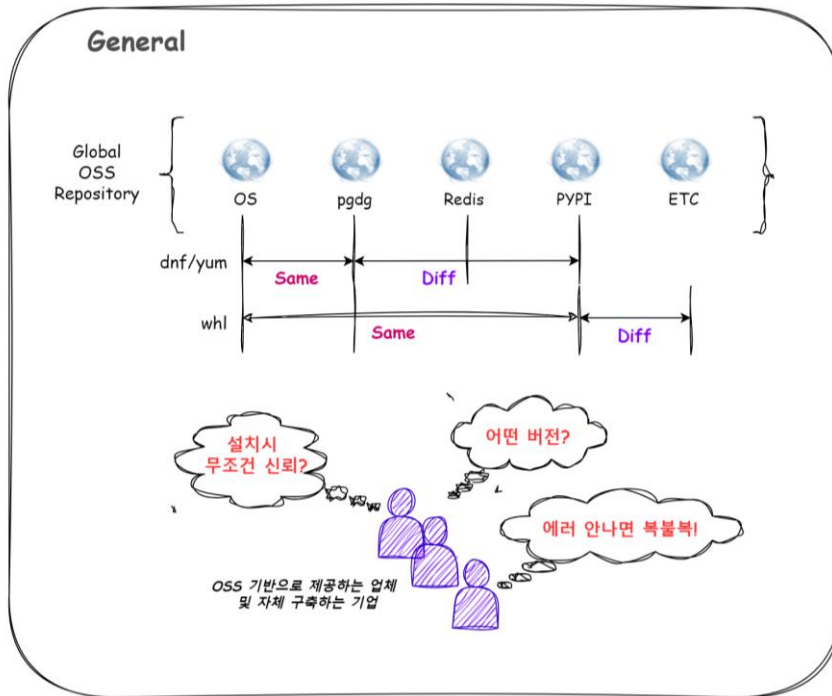 General
Global
OSS
Repository
OS
pgdg
Redis
PYPI
ETC
dnf/yum
Same
Diff
whl
Same
Diff
설치시
무조건 신뢰?
어떤 버전?
에러 안나면 복불복!
OSS 기반으로 제공하는 업체
및 자체 구축하는 기업